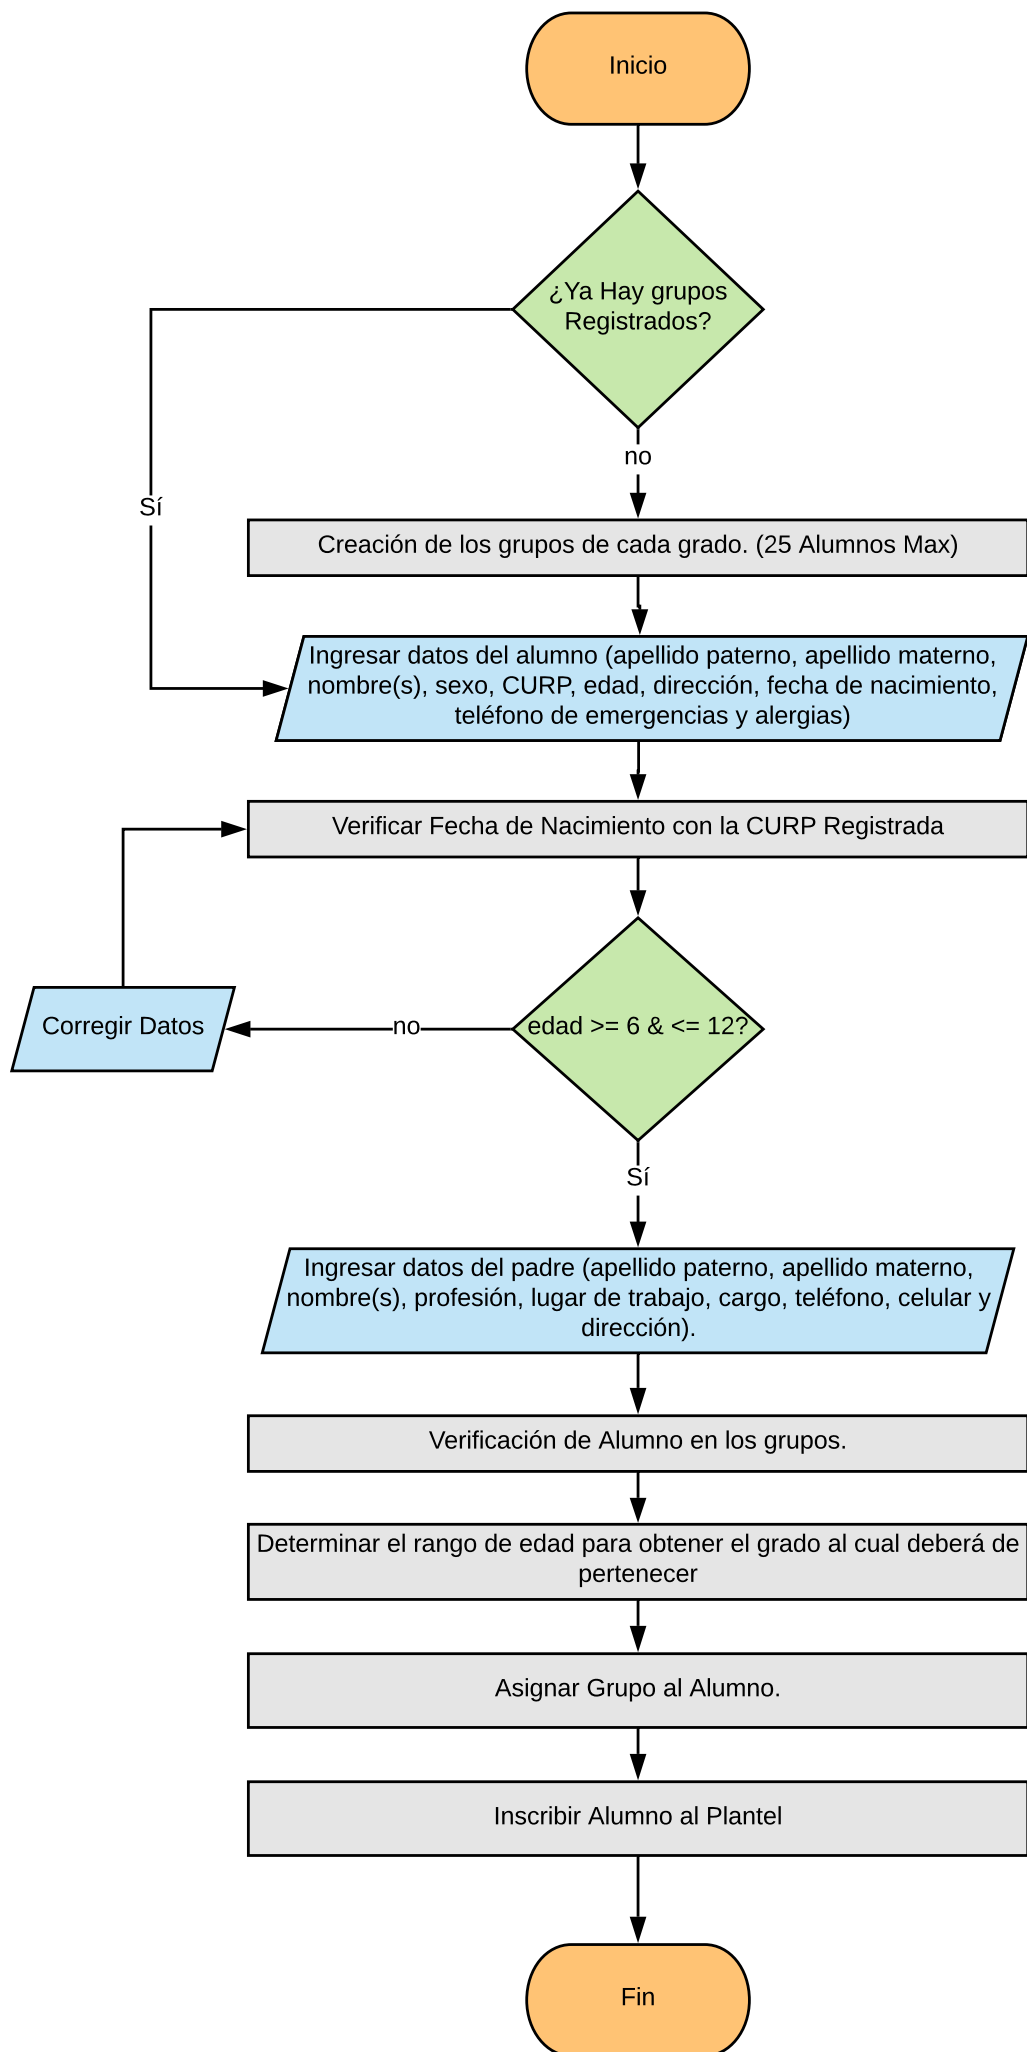 Inicio
¿Ya Hay grupos
Registrados?
no
Sí
Creación de los grupos de cada grado. (25 Alumnos Max)
Ingresar datos del alumno (apellido paterno, apellido materno,
nombre(s), sexo, CURP, edad, dirección, fecha de nacimiento,
teléfono de emergencias y alergias)
Verificar Fecha de Nacimiento con la CURP Registrada
Corregir Datos
no
edad >= 6 & <= 12?
Sí
Ingresar datos del padre (apellido paterno, apellido materno,
nombre(s), profesión, lugar de trabajo, cargo, teléfono, celular y
dirección).
Verificación de Alumno en los grupos.
Determinar el rango de edad para obtener el grado al cual deberá de
pertenecer
Asignar Grupo al Alumno.
Inscribir Alumno al Plantel
Fin